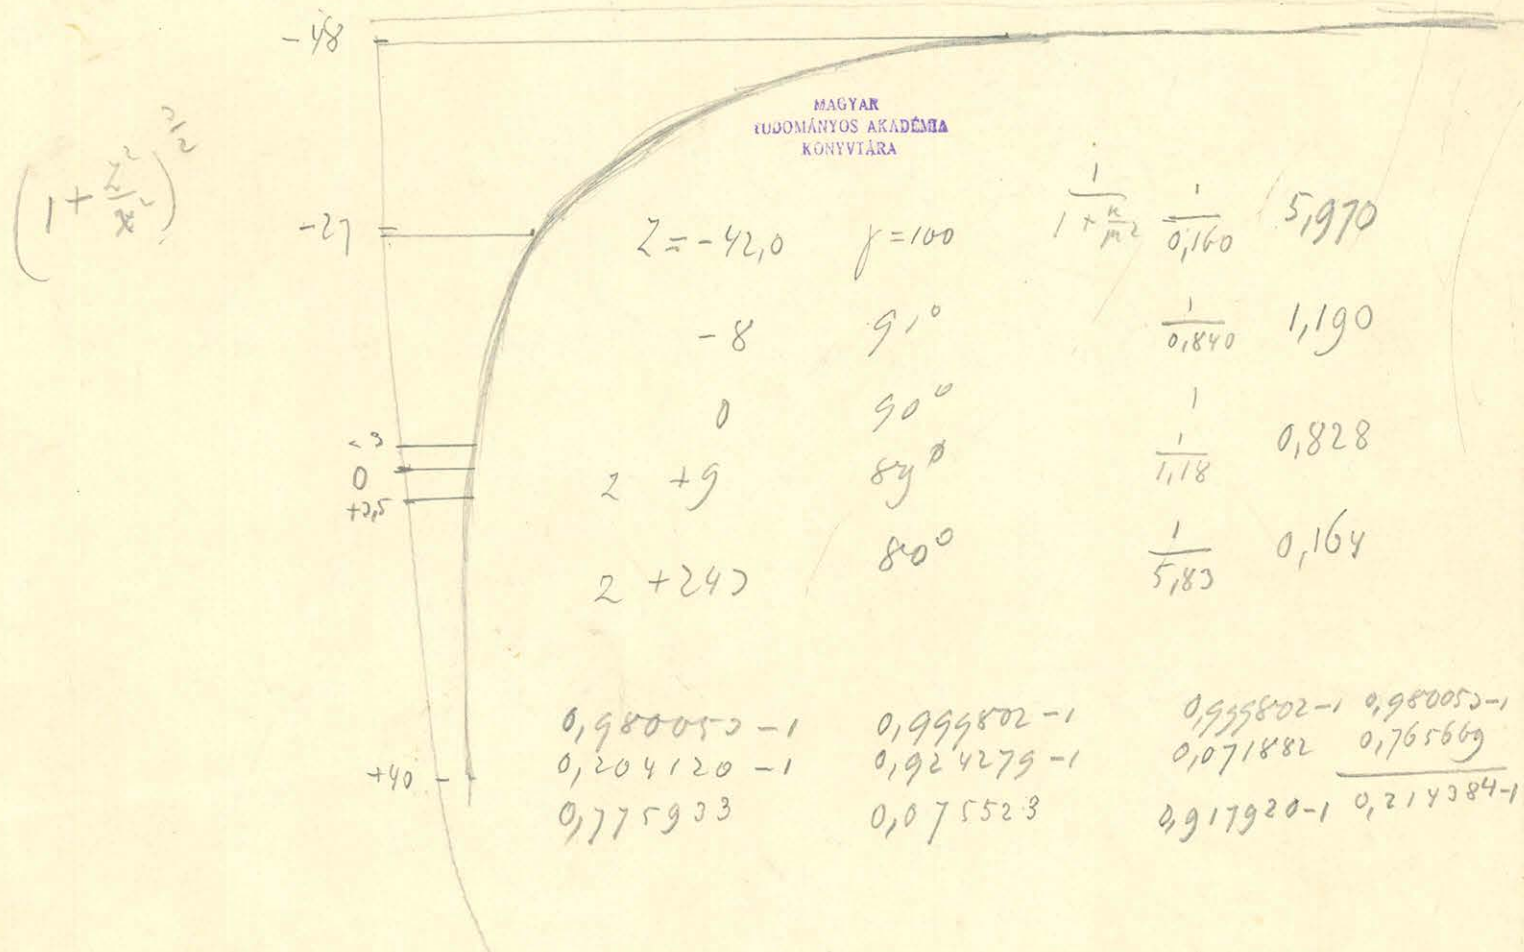 -48
MAGYAR
TUDOMÁNYOS AKADÉMIA
KÖNYVTÁRA
(1 + z²/x²)^3/2
-27
Z = -42,0 γ = 100 1/(1 + n/m²) 1/0,160 5,970
-8 91° 1/0,840 1,190
0 90° 1
z +9 89° 1/1,18 0,828
0
+3,5
z +243 80° 1/5,83 0,164
0,980053-1 0,999802-1 0,999802-1 0,980053-1
0,204120-1 0,924279-1 0,071882 0,765669
+40
0,775933 0,075523 0,917920-1 0,214384-1